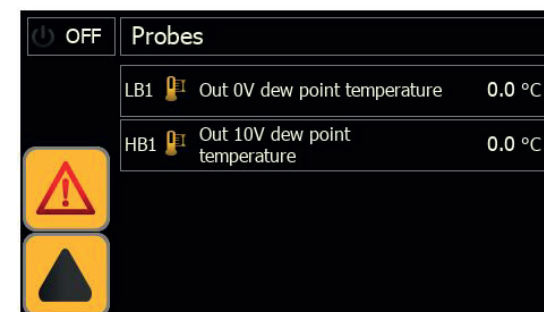 OFF Probes
LB1 Out 0V dew point temperature 0.0 °C
HB1 Out 10V dew point
temperature 0.0 °C